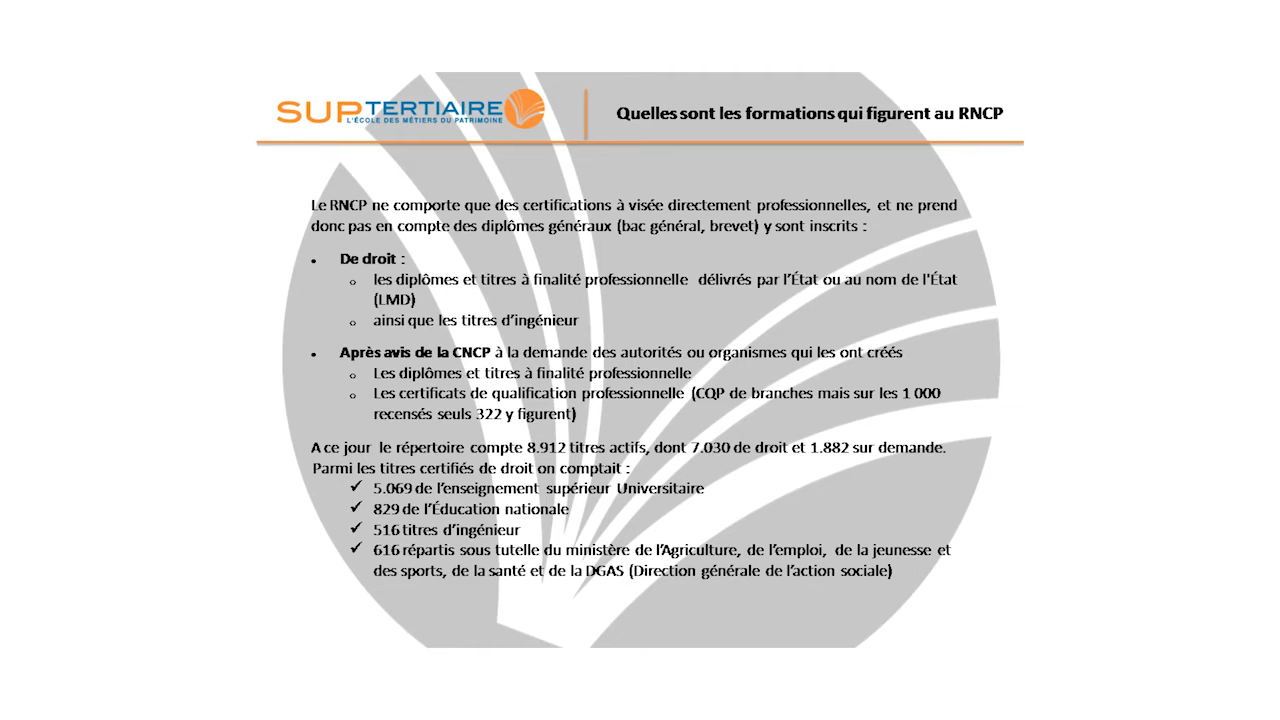 SUPTERTIAIRE
L'ÉCOLE DES MÉTIERS DU PATRIMOINE
Quelles sont les formations qui figurent au RNCP
Le RNCP ne comporte que des certifications à visée directement professionnelles, et ne prend
donc pas en compte des diplômes généraux (bac général, brevet) y sont inscrits :
• De droit :
o les diplômes et titres à finalité professionnelle délivrés par l’État ou au nom de l'État
(LMD)
o ainsi que les titres d’ingénieur
• Après avis de la CNCP à la demande des autorités ou organismes qui les ont créés
o Les diplômes et titres à finalité professionnelle
o Les certificats de qualification professionnelle (CQP de branches mais sur les 1 000
recensés seuls 322 y figurent)
A ce jour le répertoire compte 8.912 titres actifs, dont 7.030 de droit et 1.882 sur demande.
Parmi les titres certifiés de droit on comptait :
✓ 5.069 de l’enseignement supérieur Universitaire
✓ 829 de l’Éducation nationale
✓ 516 titres d’ingénieur
✓ 616 répartis sous tutelle du ministère de l’Agriculture, de l’emploi, de la jeunesse et
des sports, de la santé et de la DGAS (Direction générale de l’action sociale)